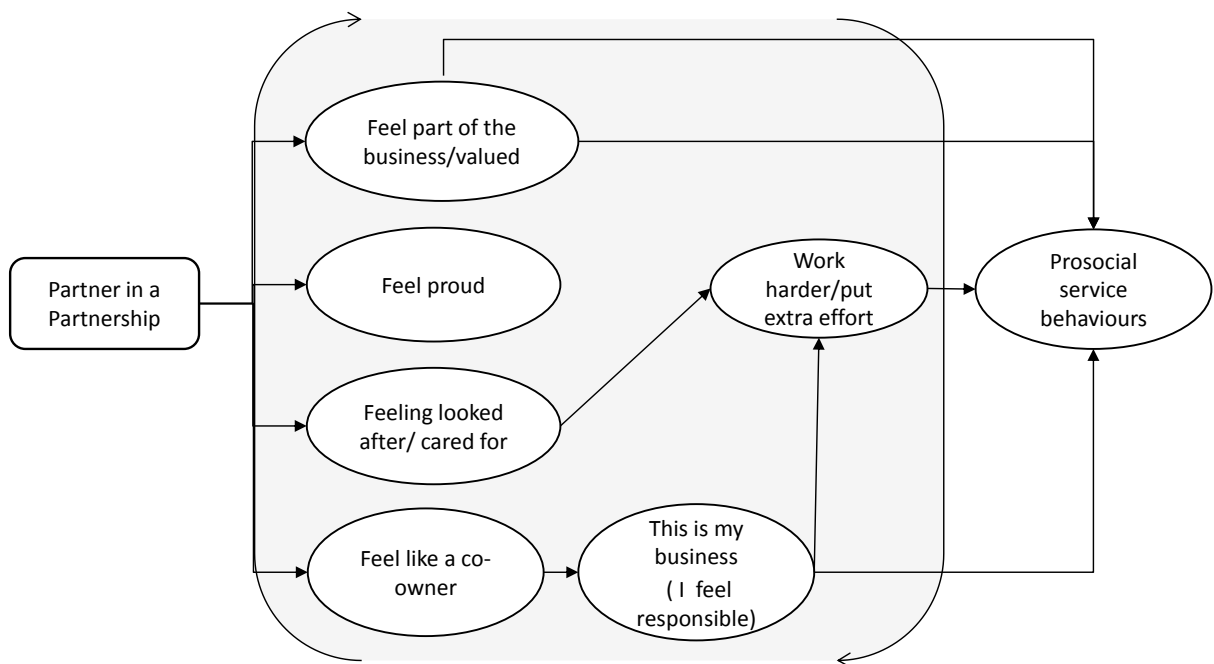 Feel part of the
business/valued
Partner in a
Partnership
Feel proud
Work
harder/put
extra effort
Prosocial
service
behaviours
Feeling looked
after/ cared for
Feel like a co-
owner
This is my
business
( I  feel
responsible)